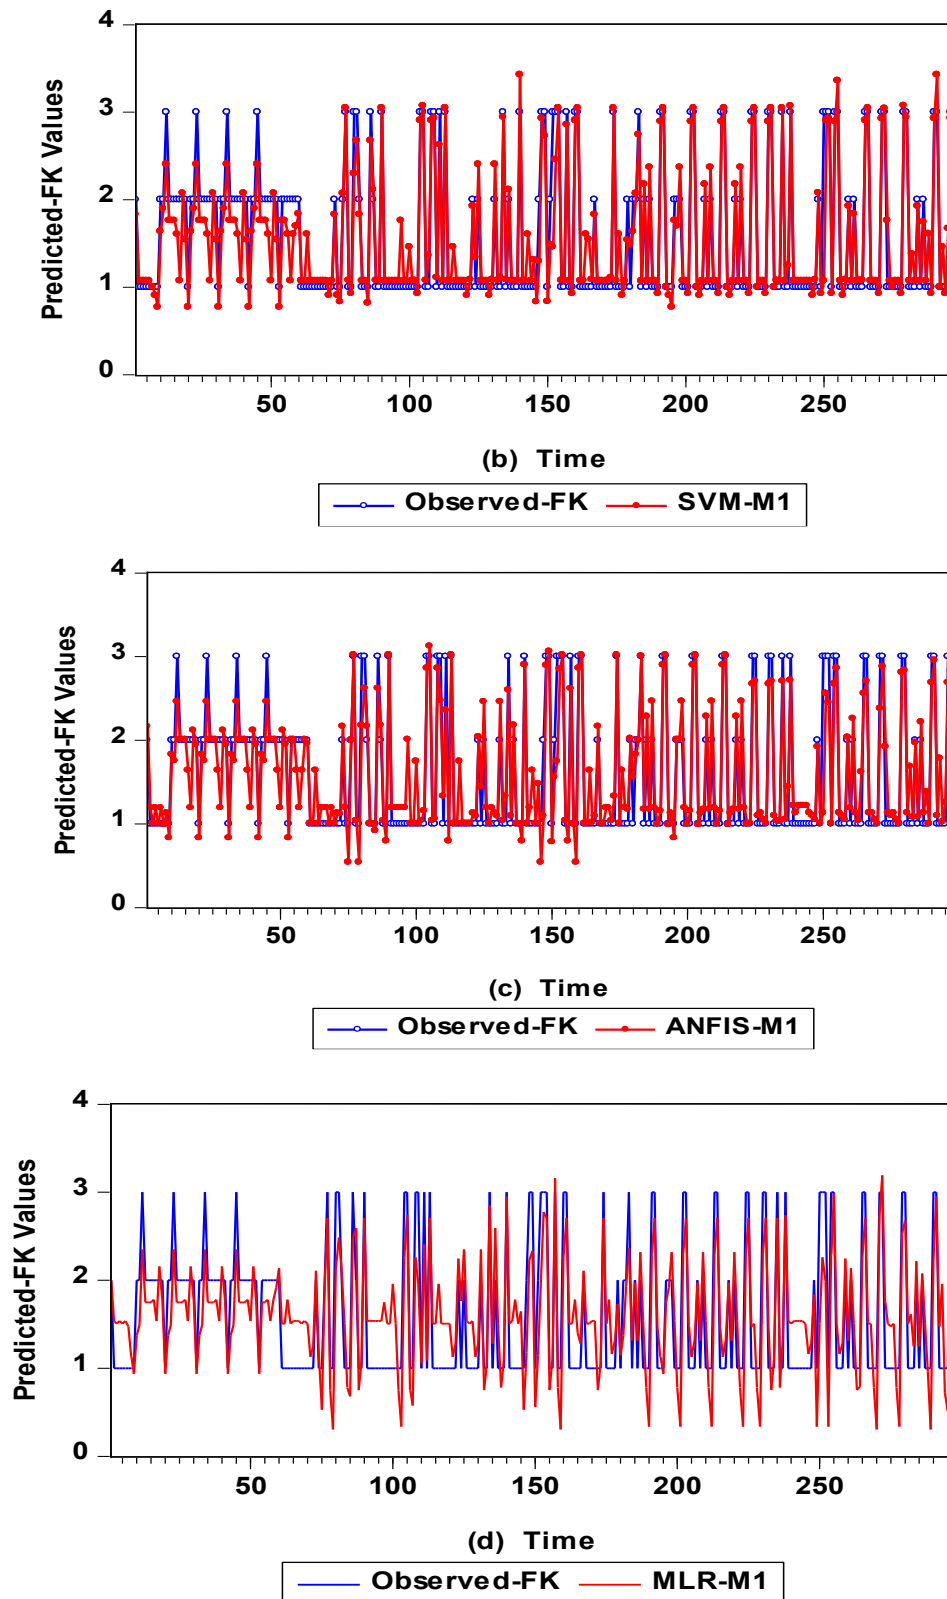 4
3
2
1
0
Predicted-FK Values
50 100 150 200 250
(b) Time
Observed-FK SVM-M1
4
3
2
1
0
Predicted-FK Values
50 100 150 200 250
(c) Time
Observed-FK ANFIS-M1
4
3
2
1
0
Predicted-FK Values
50 100 150 200 250
(d) Time
Observed-FK MLR-M1